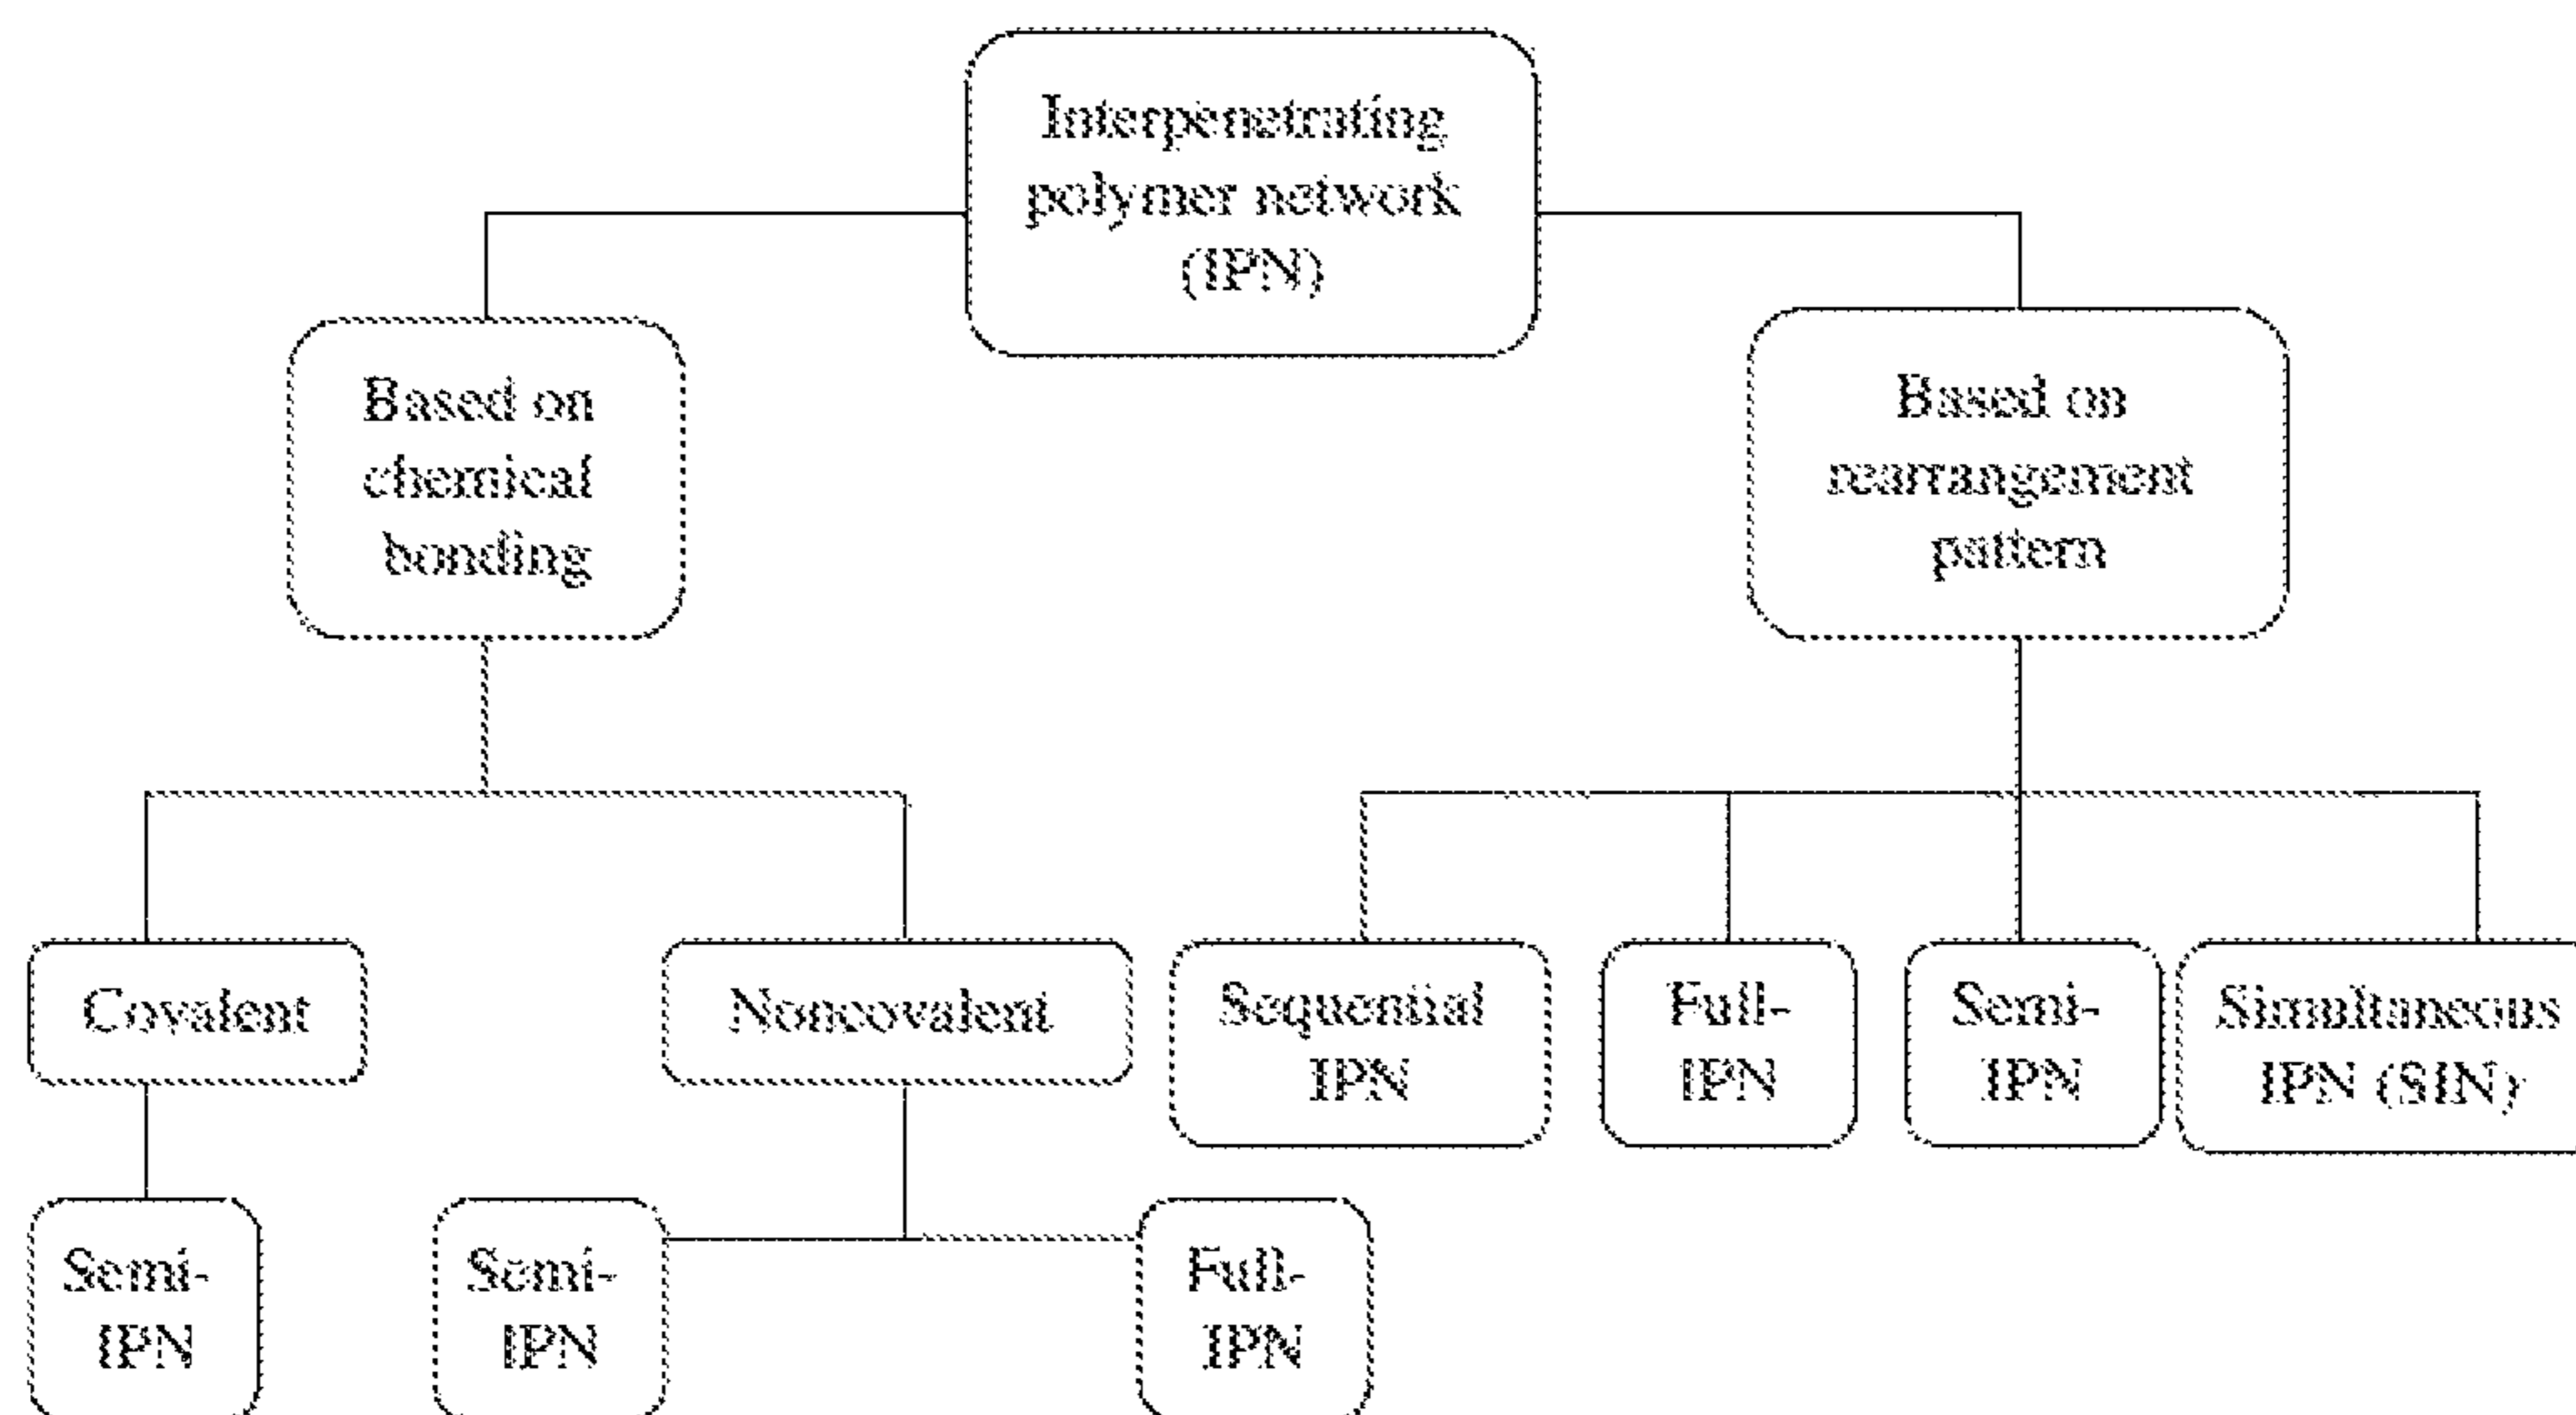 Interpenetrating
polymer network
(IPN)
Based on
chemical
bonding
Based on
rearrangement
pattern
Covalent
Noncovalent
Sequential
IPN
Full-
IPN
Semi-
IPN
Simultaneous
IPN (SIN)
Semi-
IPN
Semi-
IPN
Full-
IPN